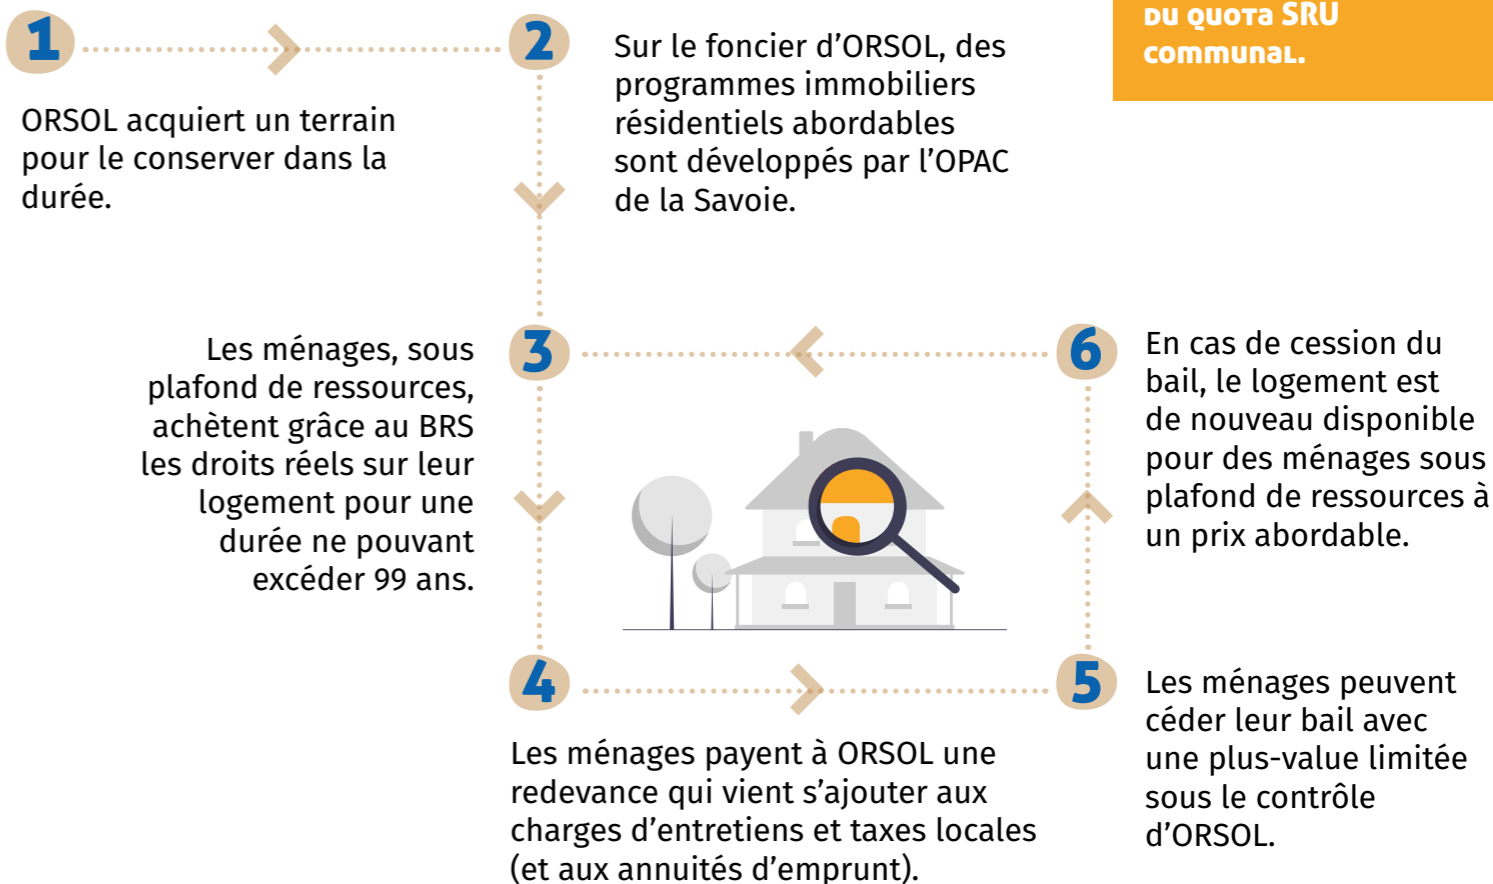 DU QUOTA SRU
COMMUNAL.
1
ORSOL acquiert un terrain
pour le conserver dans la
durée.
2
Sur le foncier d’ORSOL, des
programmes immobiliers
résidentiels abordables
sont développés par l’OPAC
de la Savoie.
3
Les ménages, sous
plafond de ressources,
achètent grâce au BRS
les droits réels sur leur
logement pour une
durée ne pouvant
excéder 99 ans.
4
Les ménages payent à ORSOL une
redevance qui vient s’ajouter aux
charges d’entretiens et taxes locales
(et aux annuités d’emprunt).
5
Les ménages peuvent
céder leur bail avec
une plus-value limitée
sous le contrôle
d’ORSOL.
6
En cas de cession du
bail, le logement est
de nouveau disponible
pour des ménages sous
plafond de ressources à
un prix abordable.